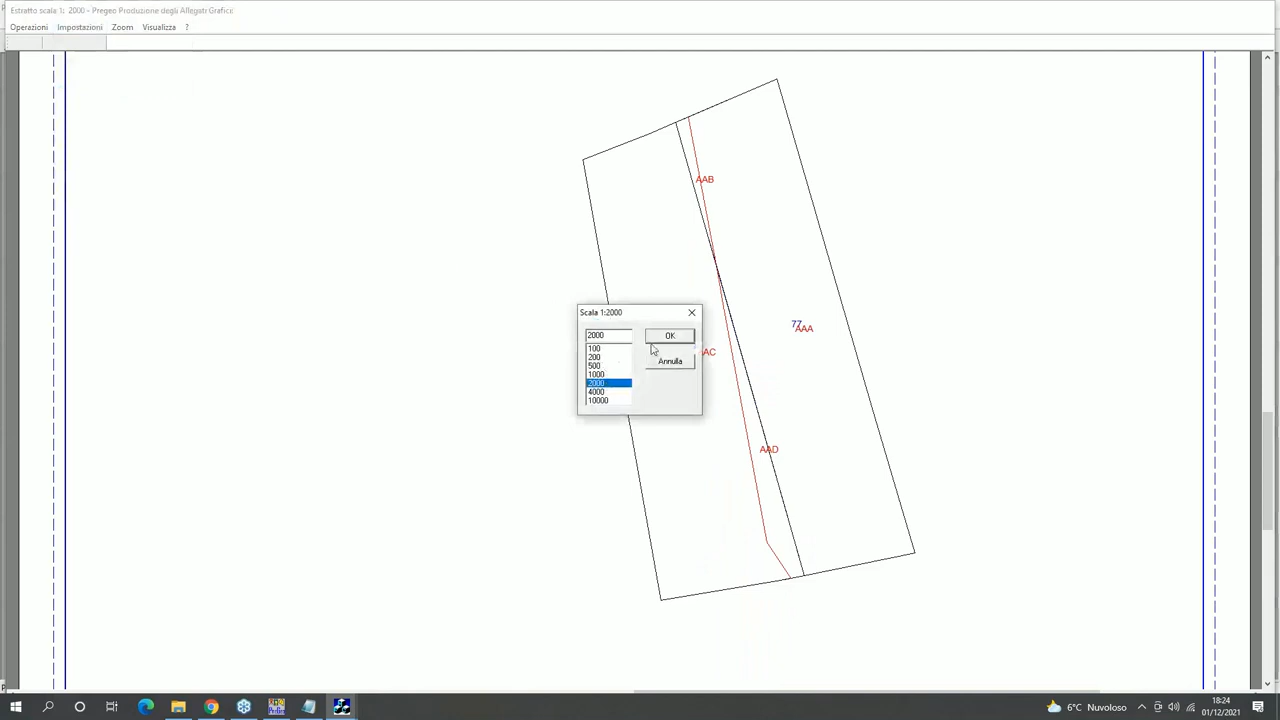 Estratto scala 1: 2000 - Pregeo Produzione degli Allegati Grafici:
Operazioni Impostazioni Zoom Visualizza ?
AAB
77
AAA
Scala 1:2000
2000
OK
100
200
500
1000
2000
4000
10000
Annulla
AAC
AAD
6°C Nuvoloso
18:24
01/12/2021